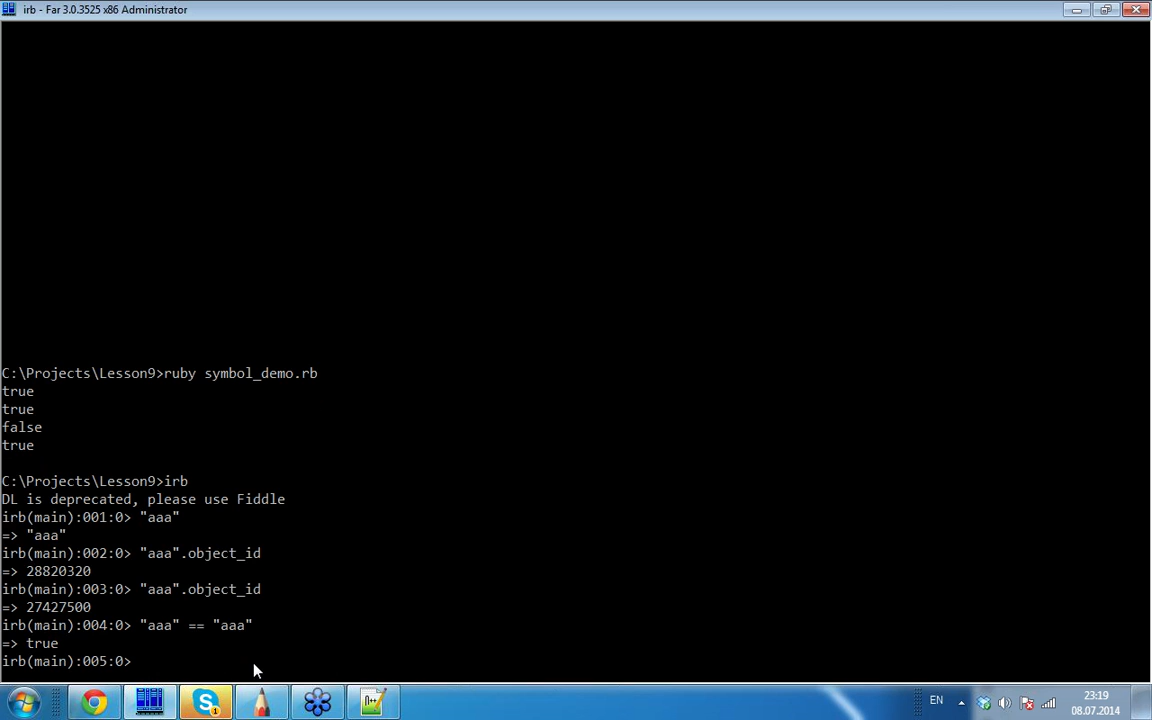 irb - Far 3.0.3525 x86 Administrator
C:\Projects\Lesson9>ruby symbol_demo.rb
true
true
false
true
C:\Projects\Lesson9>irb
DL is deprecated, please use Fiddle
irb(main):001:0> "aaa"
=> "aaa"
irb(main):002:0> "aaa".object_id
=> 28820320
irb(main):003:0> "aaa".object_id
=> 27427500
irb(main):004:0> "aaa" == "aaa"
=> true
irb(main):005:0>
EN
23:19
08.07.2014
1
n++